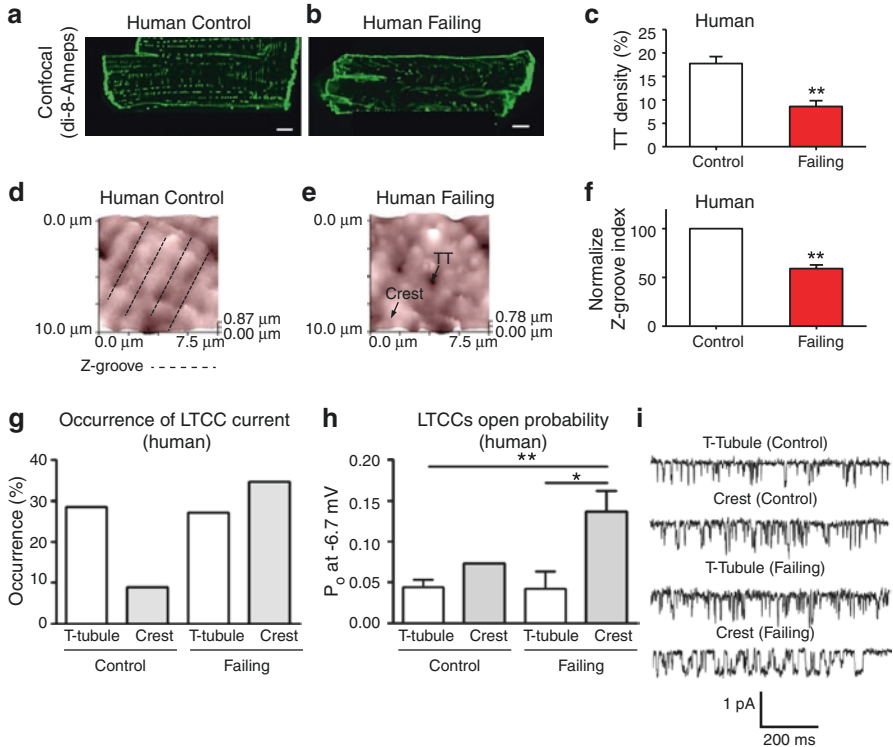 a
Human Control
b
Human Failing
Confocal
(di-8-Anneps)
c
Human
TT density (%)
25
20
15
10
5
0
**
Control
Failing
d
Human Control
0.0 µm
10.0 µm
0.87 µm
0.00 µm
0.0 µm
7.5 µm
Z-groove
e
Human Failing
0.0 µm
TT
Crest
10.0 µm
0.78 µm
0.00 µm
0.0 µm
7.5 µm
f
Human
Normalize
Z-groove index
100
50
0
**
Control
Failing
g
Occurrence of LTCC current
(human)
Occurrence (%)
40
30
20
10
0
T-tubule
Crest
T-tubule
Crest
Control
Failing
h
LTCCs open probability
(human)
Po at -6.7 mV
0.20
0.15
0.10
0.05
0.00
**
*
T-tubule
Crest
T-tubule
Crest
Control
Failing
i
T-Tubule (Control)
Crest (Control)
T-Tubule (Failing)
Crest (Failing)
1 pA
200 ms